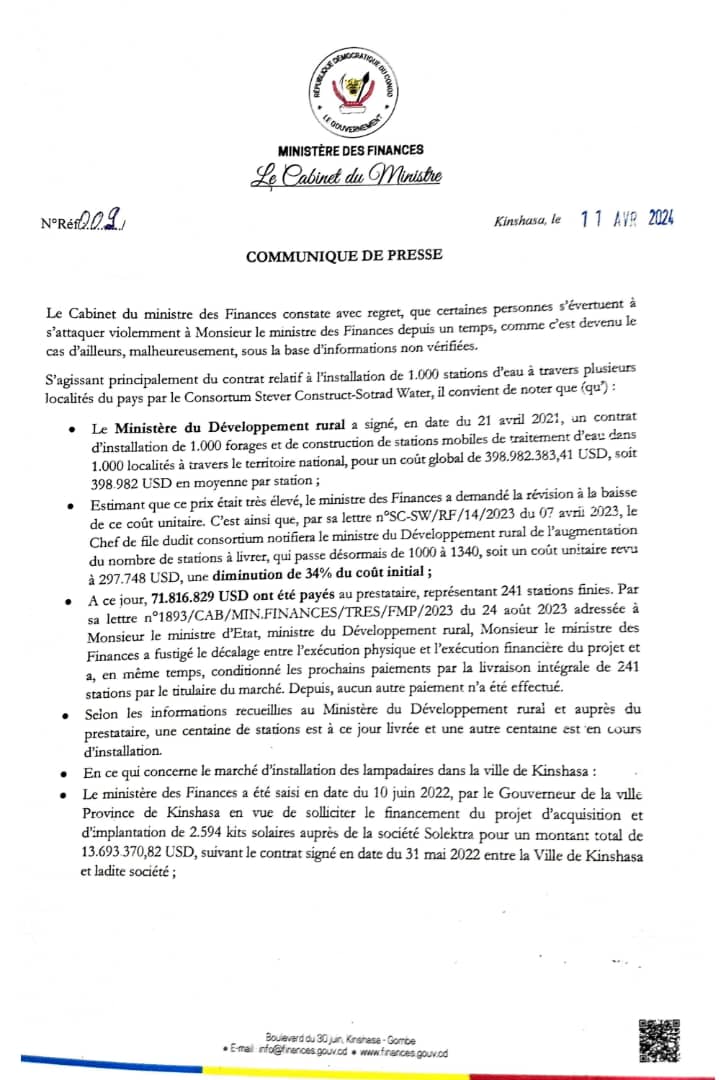 RÉPUBLIQUE DÉMOCRATIQUE DU CONGO
LE GOUVERNEMENT
MINISTÈRE DES FINANCES
Le Cabinet du Ministre
N°Réf 009/
Kinshasa, le 11 AVR 2024
COMMUNIQUE DE PRESSE
Le Cabinet du ministre des Finances constate avec regret, que certaines personnes s'évertuent à
s'attaquer violemment à Monsieur le ministre des Finances depuis un temps, comme c'est devenu le
cas d'ailleurs, malheureusement, sous la base d'informations non vérifiées.
S'agissant principalement du contrat relatif à l'installation de 1.000 stations d'eau à travers plusieurs
localités du pays par le Consortium Stever Construct-Sotrad Water, il convient de noter que (qu') :
• Le Ministère du Développement rural a signé, en date du 21 avril 2021, un contrat
d'installation de 1.000 forages et de construction de stations mobiles de traitement d'eau dans
1.000 localités à travers le territoire national, pour un coût global de 398.982.383,41 USD, soit
398.982 USD en moyenne par station ;
• Estimant que ce prix était très élevé, le ministre des Finances a demandé la révision à la baisse
de ce coût unitaire. C'est ainsi que, par sa lettre n°SC-SW/RF/14/2023 du 07 avril 2023, le
Chef de file dudit consortium notifiera le ministre du Développement rural de l'augmentation
du nombre de stations à livrer, qui passe désormais de 1000 à 1340, soit un coût unitaire revu
à 297.748 USD, une diminution de 34% du coût initial ;
• A ce jour, 71.816.829 USD ont été payés au prestataire, représentant 241 stations finies. Par
sa lettre n°1893/CAB/MIN.FINANCES/TRES/FMP/2023 du 24 août 2023 adressée à
Monsieur le ministre d'Etat, ministre du Développement rural, Monsieur le ministre des
Finances a fustigé le décalage entre l'exécution physique et l'exécution financière du projet et
a, en même temps, conditionné les prochains paiements par la livraison intégrale de 241
stations par le titulaire du marché. Depuis, aucun autre paiement n'a été effectué.
• Selon les informations recueillies au Ministère du Développement rural et auprès du
prestataire, une centaine de stations est à ce jour livrée et une autre centaine est en cours
d'installation.
• En ce qui concerne le marché d'installation des lampadaires dans la ville de Kinshasa :
• Le ministère des Finances a été saisi en date du 10 juin 2022, par le Gouverneur de la ville
Province de Kinshasa en vue de solliciter le financement du projet d'acquisition et
d'implantation de 2.594 kits solaires auprès de la société Solektra pour un montant total de
13.693.370,82 USD, suivant le contrat signé en date du 31 mai 2022 entre la Ville de Kinshasa
et ladite société ;
Boulevard du 30 juin, Kinshasa - Gombe
• E-mail : info@finances.gouv.cd • www.finances.gouv.cd